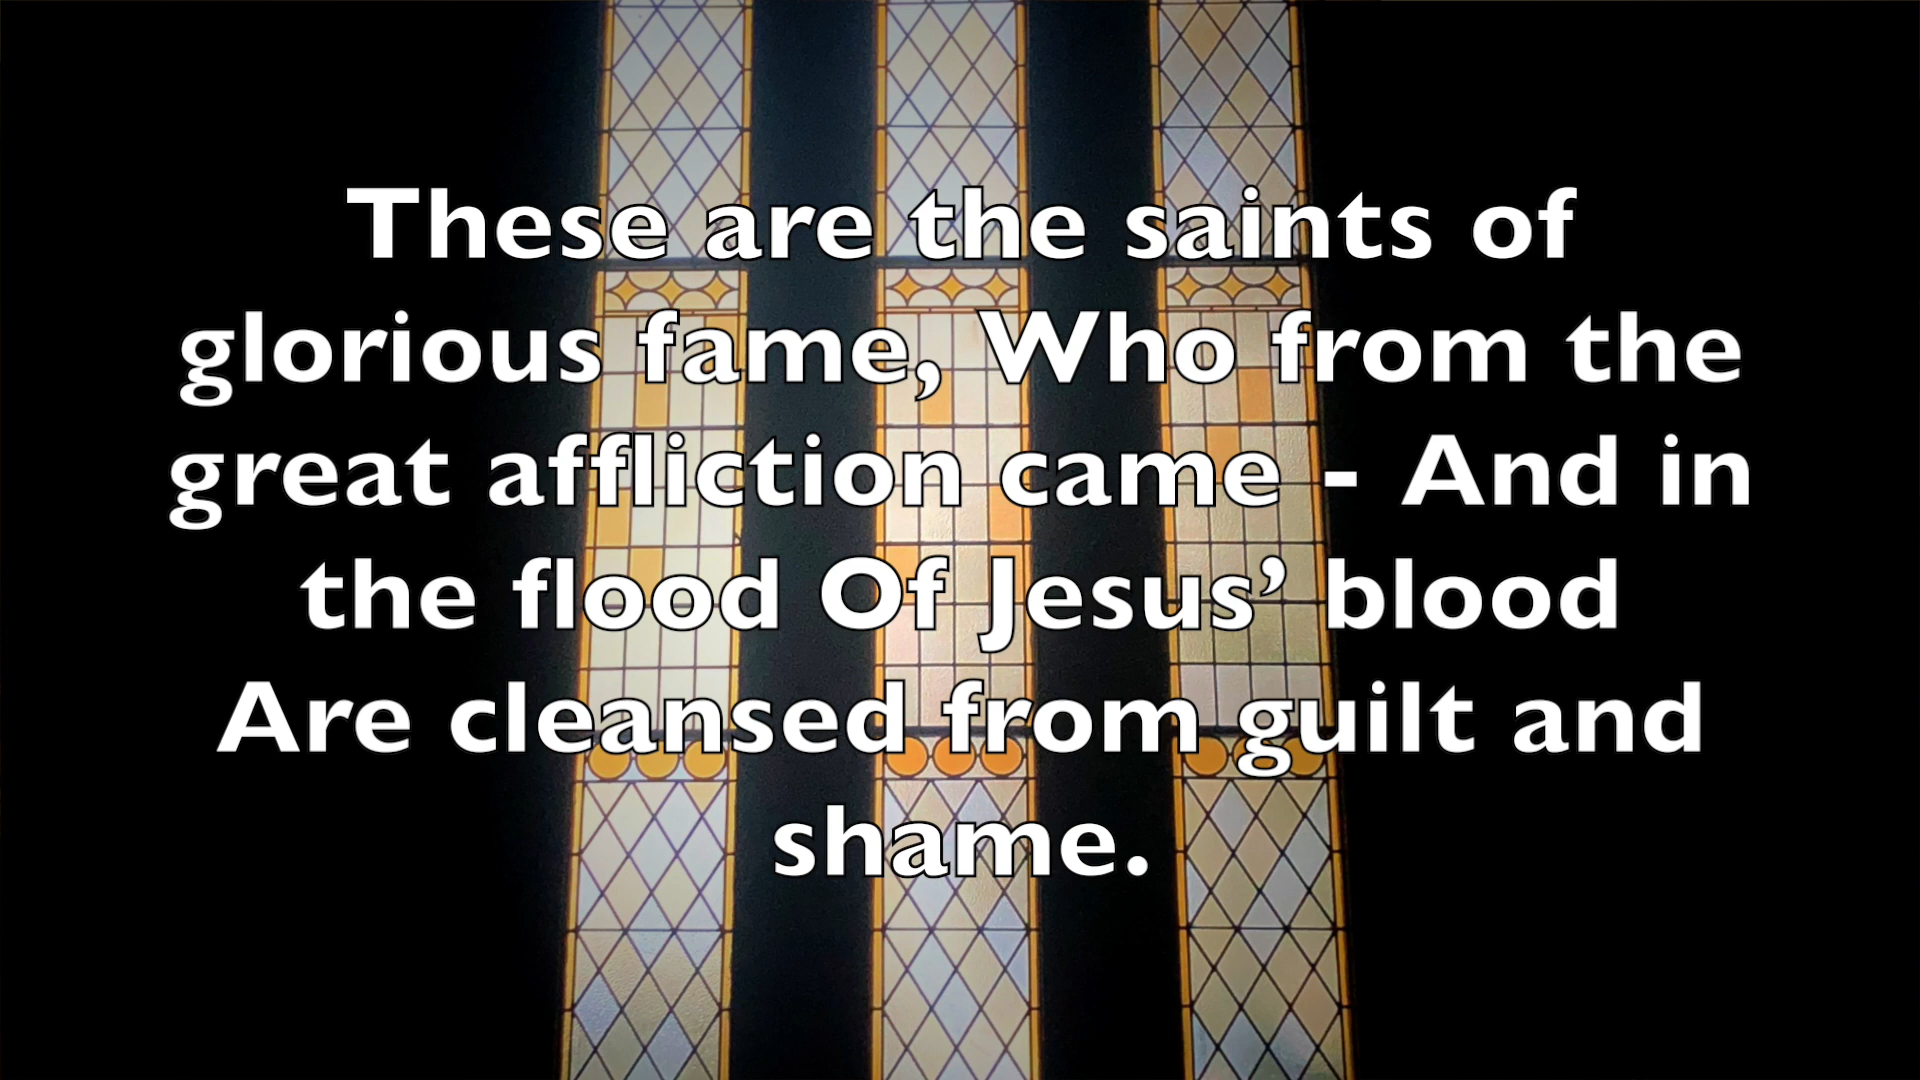 These are the saints of
glorious fame, Who from the
great affliction came - And in
the flood Of Jesus’ blood
Are cleansed from guilt and
shame.